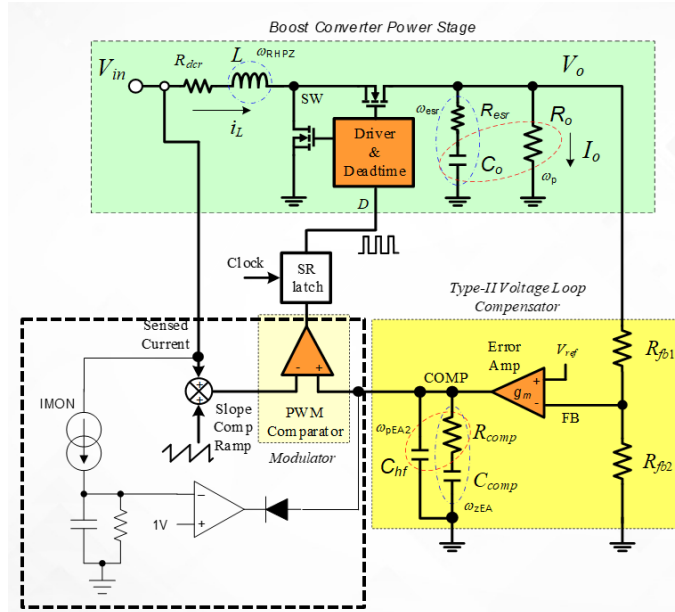 Boost Converter Power Stage
V_in
R_dcr
L
ω_RHPZ
i_L
SW
Driver
&
Deadtime
D
ω_esr
R_esr
C_o
V_o
R_o
I_o
ω_p
Clock
SR
latch
Type-II Voltage Loop
Compensator
Sensed
Current
IMON
Slope
Comp
Ramp
+
+
-
+
PWM
Comparator
Modulator
1V
−
+
COMP
Error
Amp
V_ref
g_m
+
-
FB
R_fb1
R_fb2
ω_pEA2
C_hf
R_comp
C_comp
ω_zEA